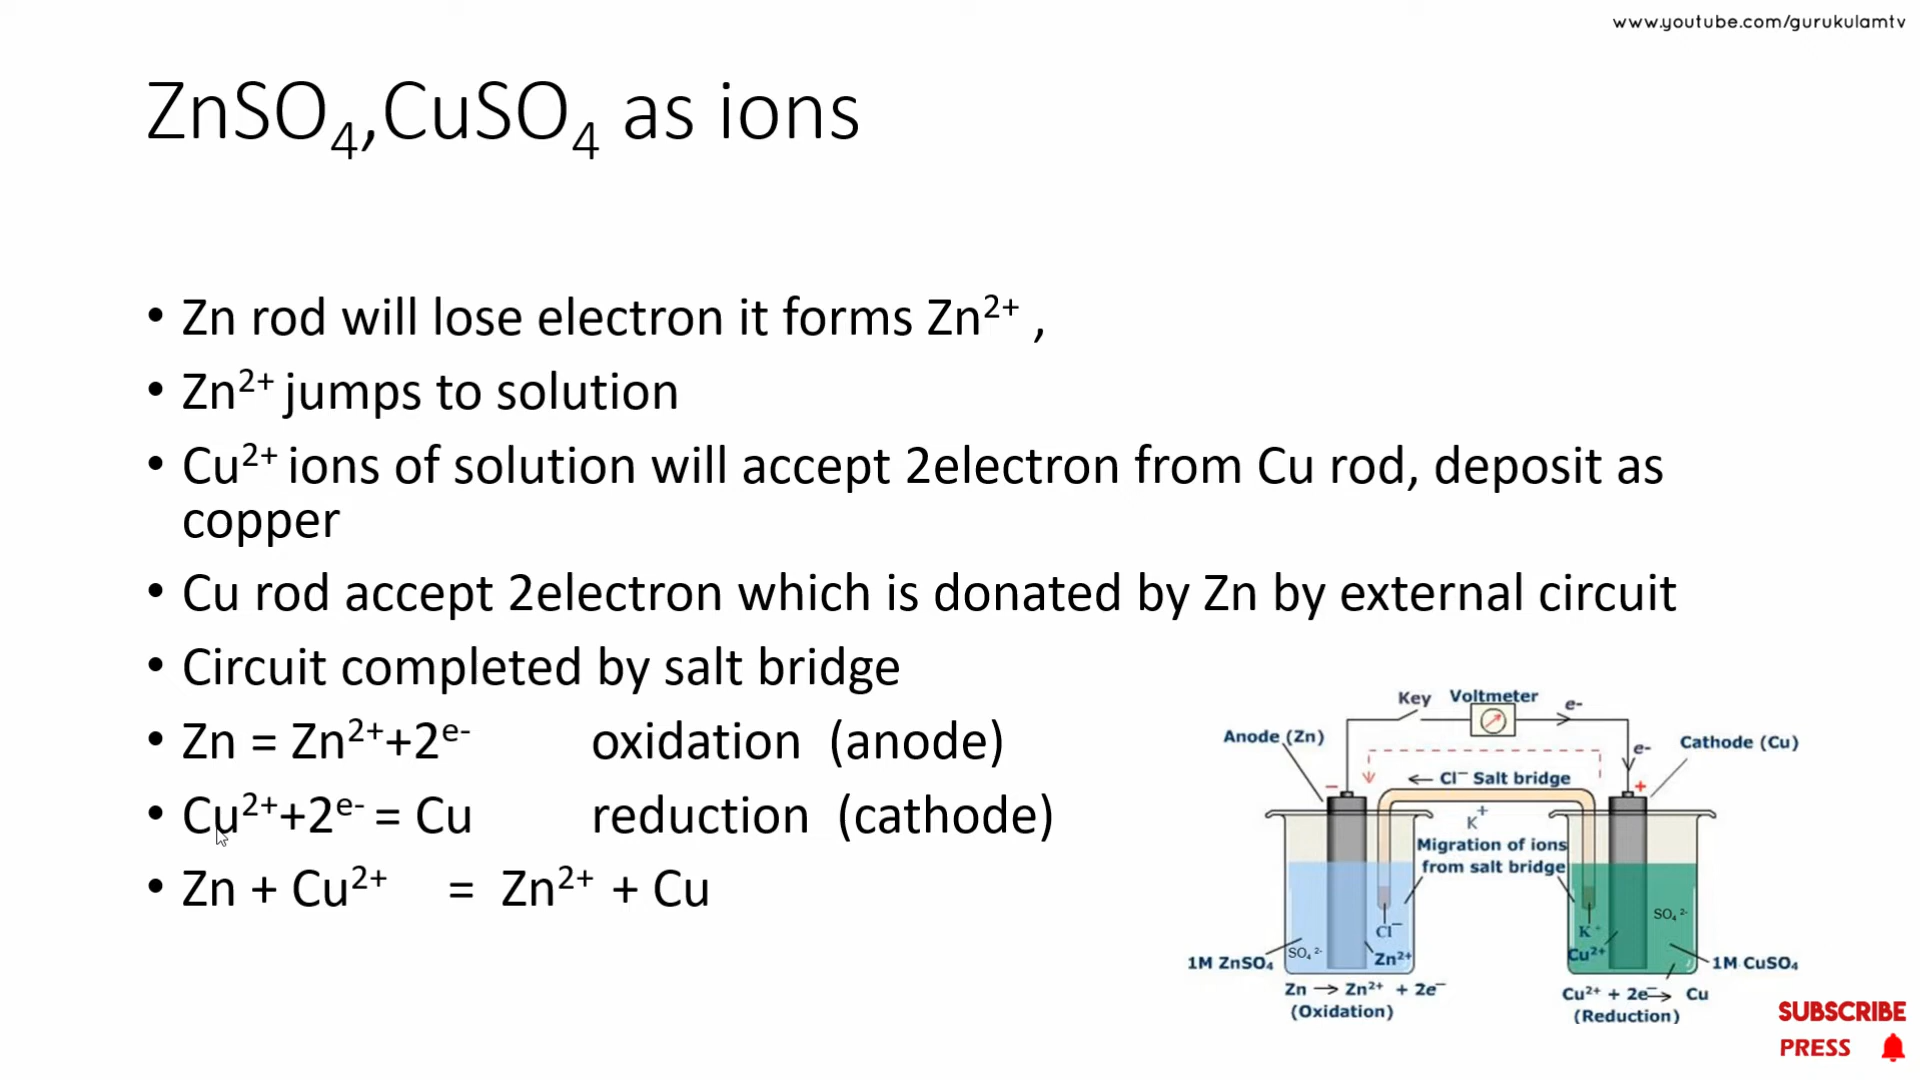 www.youtube.com/gurukulamtv
ZnSO₄,CuSO₄ as ions
• Zn rod will lose electron it forms Zn²⁺ ,
• Zn²⁺ jumps to solution
• Cu²⁺ ions of solution will accept 2electron from Cu rod, deposit as
copper
• Cu rod accept 2electron which is donated by Zn by external circuit
• Circuit completed by salt bridge
• Zn = Zn²⁺+2ᵉ⁻ oxidation (anode)
• Cu²⁺+2ᵉ⁻ = Cu reduction (cathode)
• Zn + Cu²⁺ = Zn²⁺ + Cu
Key Voltmeter e-
Anode (Zn)
e-
Cathode (Cu)
− +
← Cl⁻ Salt bridge
K⁺
Migration of ions
from salt bridge
SO₄²⁻
Cl⁻
K⁺
SO₄²⁻
Zn²⁺
Cu²⁺
1M ZnSO₄
1M CuSO₄
Zn → Zn²⁺ + 2e⁻
(Oxidation)
Cu²⁺ + 2e⁻→ Cu
(Reduction)
SUBSCRIBE
PRESS